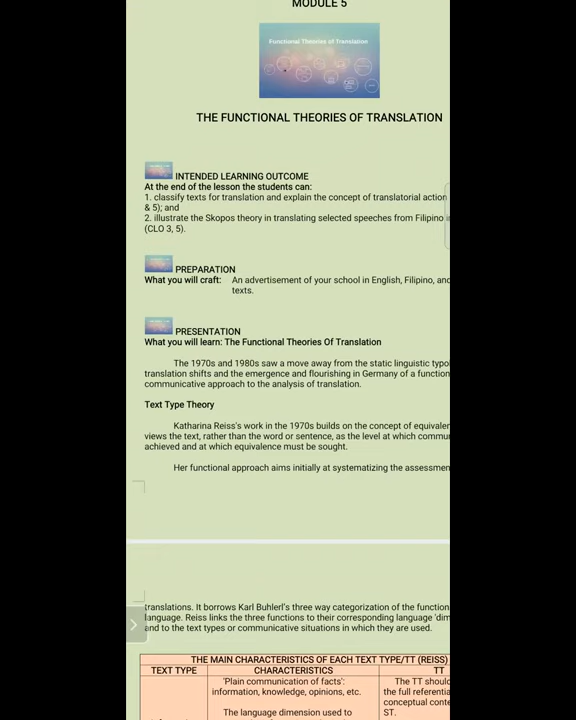 MODULE 5
Functional Theories of Translation
THE FUNCTIONAL THEORIES OF TRANSLATION
INTENDED LEARNING OUTCOME
At the end of the lesson the students can:
1. classify texts for translation and explain the concept of translatorial action
& 5); and
2. illustrate the Skopos theory in translating selected speeches from Filipino
(CLO 3, 5).
PREPARATION
What you will craft: An advertisement of your school in English, Filipino, and
texts.
PRESENTATION
What you will learn: The Functional Theories Of Translation
The 1970s and 1980s saw a move away from the static linguistic typol
translation shifts and the emergence and flourishing in Germany of a function
communicative approach to the analysis of translation.
Text Type Theory
Katharina Reiss's work in the 1970s builds on the concept of equivalen
views the text, rather than the word or sentence, as the level at which commu
achieved and at which equivalence must be sought.
Her functional approach aims initially at systematizing the assessmen
translations. It borrows Karl Buhlerl's three way categorization of the function
language. Reiss links the three functions to their corresponding language 'dim
and to the text types or communicative situations in which they are used.
THE MAIN CHARACTERISTICS OF EACH TEXT TYPE/TT (REISS)
TEXT TYPE CHARACTERISTICS TT
'Plain communication of facts': The TT should
information, knowledge, opinions, etc. the full referentia
conceptual conte
The language dimension used to ST.